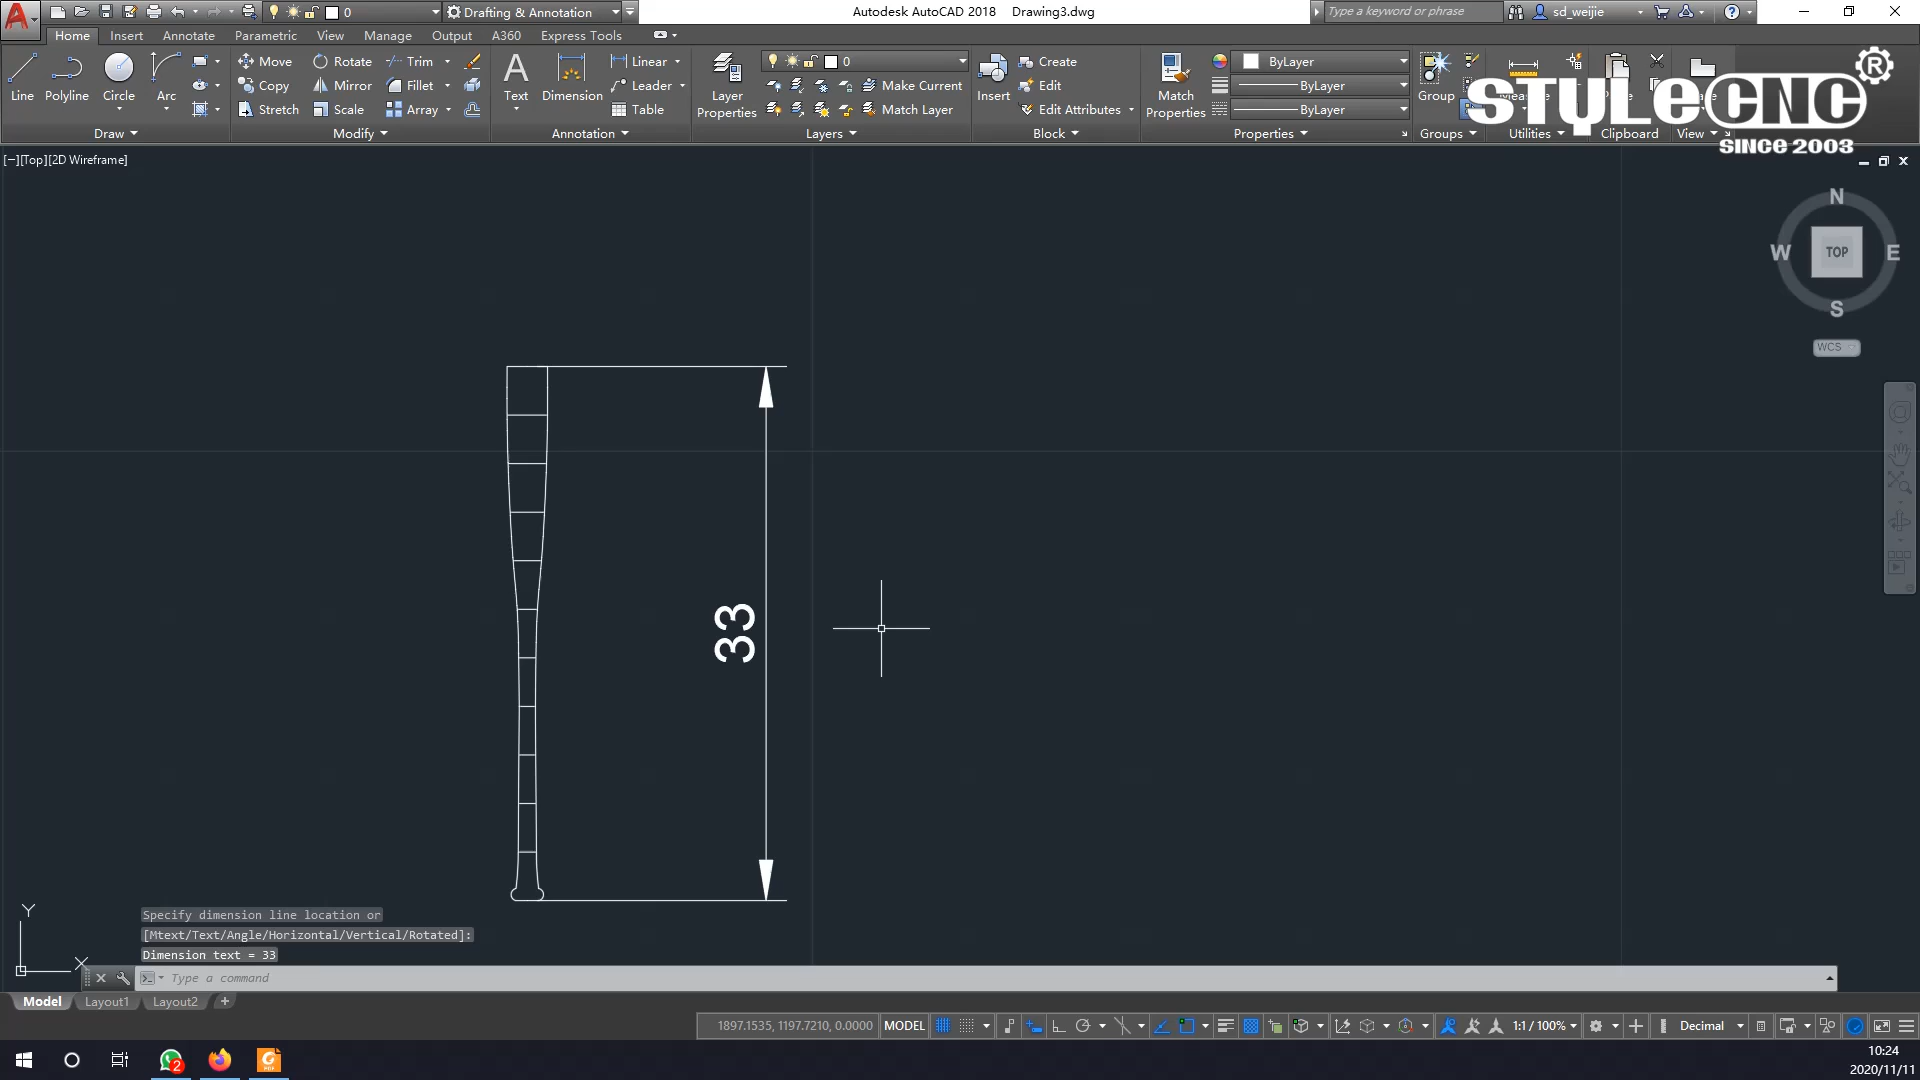 0
Drafting & Annotation
Autodesk AutoCAD 2018 Drawing3.dwg
Type a keyword or phrase
sd_weijie
Home Insert Annotate Parametric View Manage Output A360 Express Tools
Line
Polyline
Circle
Arc
Draw
Move Rotate Trim
Copy Mirror Fillet
Stretch Scale Array
Modify
Text
Dimension
Linear
Leader
Table
Annotation
Layer
Properties
0
Make Current
Match Layer
Layers
Insert
Create
Edit
Edit Attributes
Block
Match
Properties
ByLayer
ByLayer
ByLayer
Properties
Group
Groups
Utilities
Clipboard
View
STYLECNC®
SINCE 2003
[−][Top][2D Wireframe]
N
W TOP E
S
WCS
33
Y
X
Specify dimension line location or
[Mtext/Text/Angle/Horizontal/Vertical/Rotated]:
Dimension text = 33
Type a command
Model Layout1 Layout2 +
1897.1535, 1197.7210, 0.0000 MODEL 1:1 / 100% Decimal
2
10:24
2020/11/11